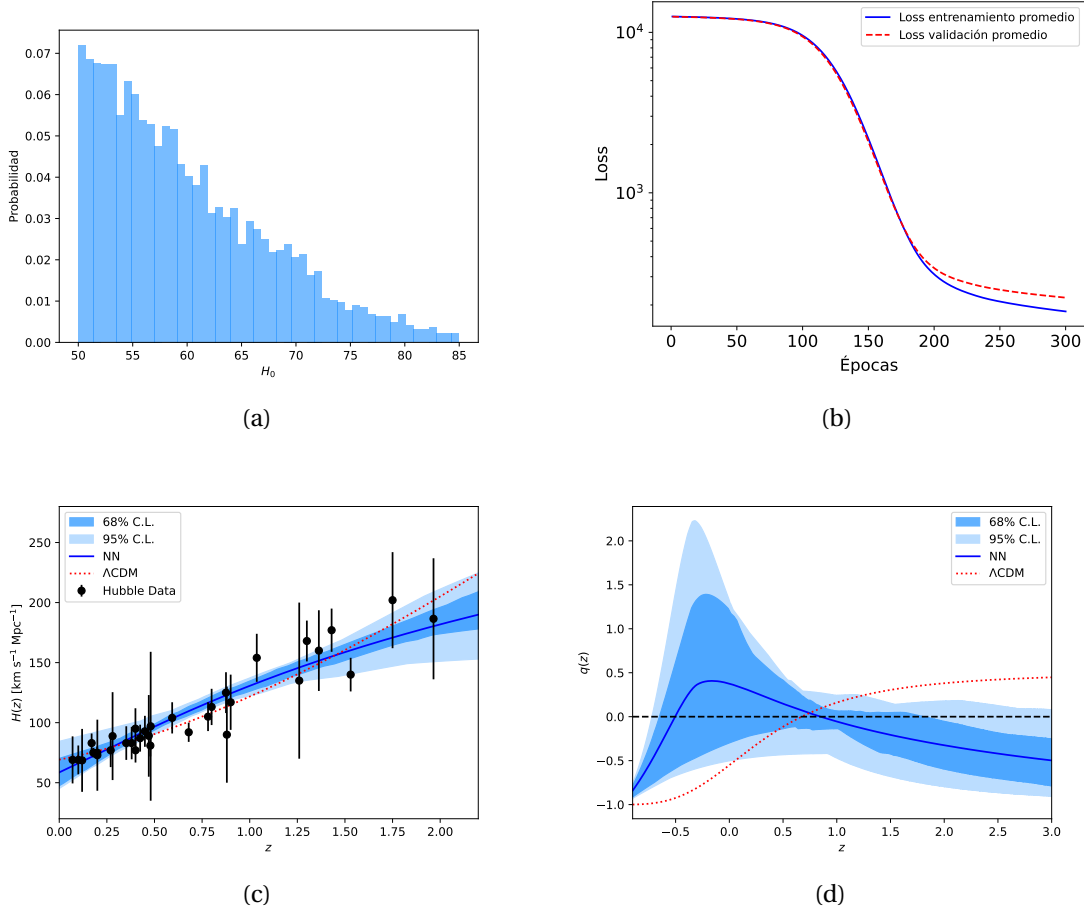 0.07
0.06
0.05
0.04
0.03
0.02
0.01
0.00
Probabilidad
50 55 60 65 70 75 80 85
H₀
(a)
10⁴
10³
Loss
Loss entrenamiento promedio
Loss validación promedio
0 50 100 150 200 250 300
Épocas
(b)
250
200
150
100
50
H(z) [km s⁻¹ Mpc⁻¹]
68% C.L.
95% C.L.
NN
ΛCDM
Hubble Data
0.00 0.25 0.50 0.75 1.00 1.25 1.50 1.75 2.00
z
(c)
2.0
1.5
1.0
0.5
0.0
−0.5
−1.0
q(z)
68% C.L.
95% C.L.
NN
ΛCDM
−0.5 0.0 0.5 1.0 1.5 2.0 2.5 3.0
z
(d)